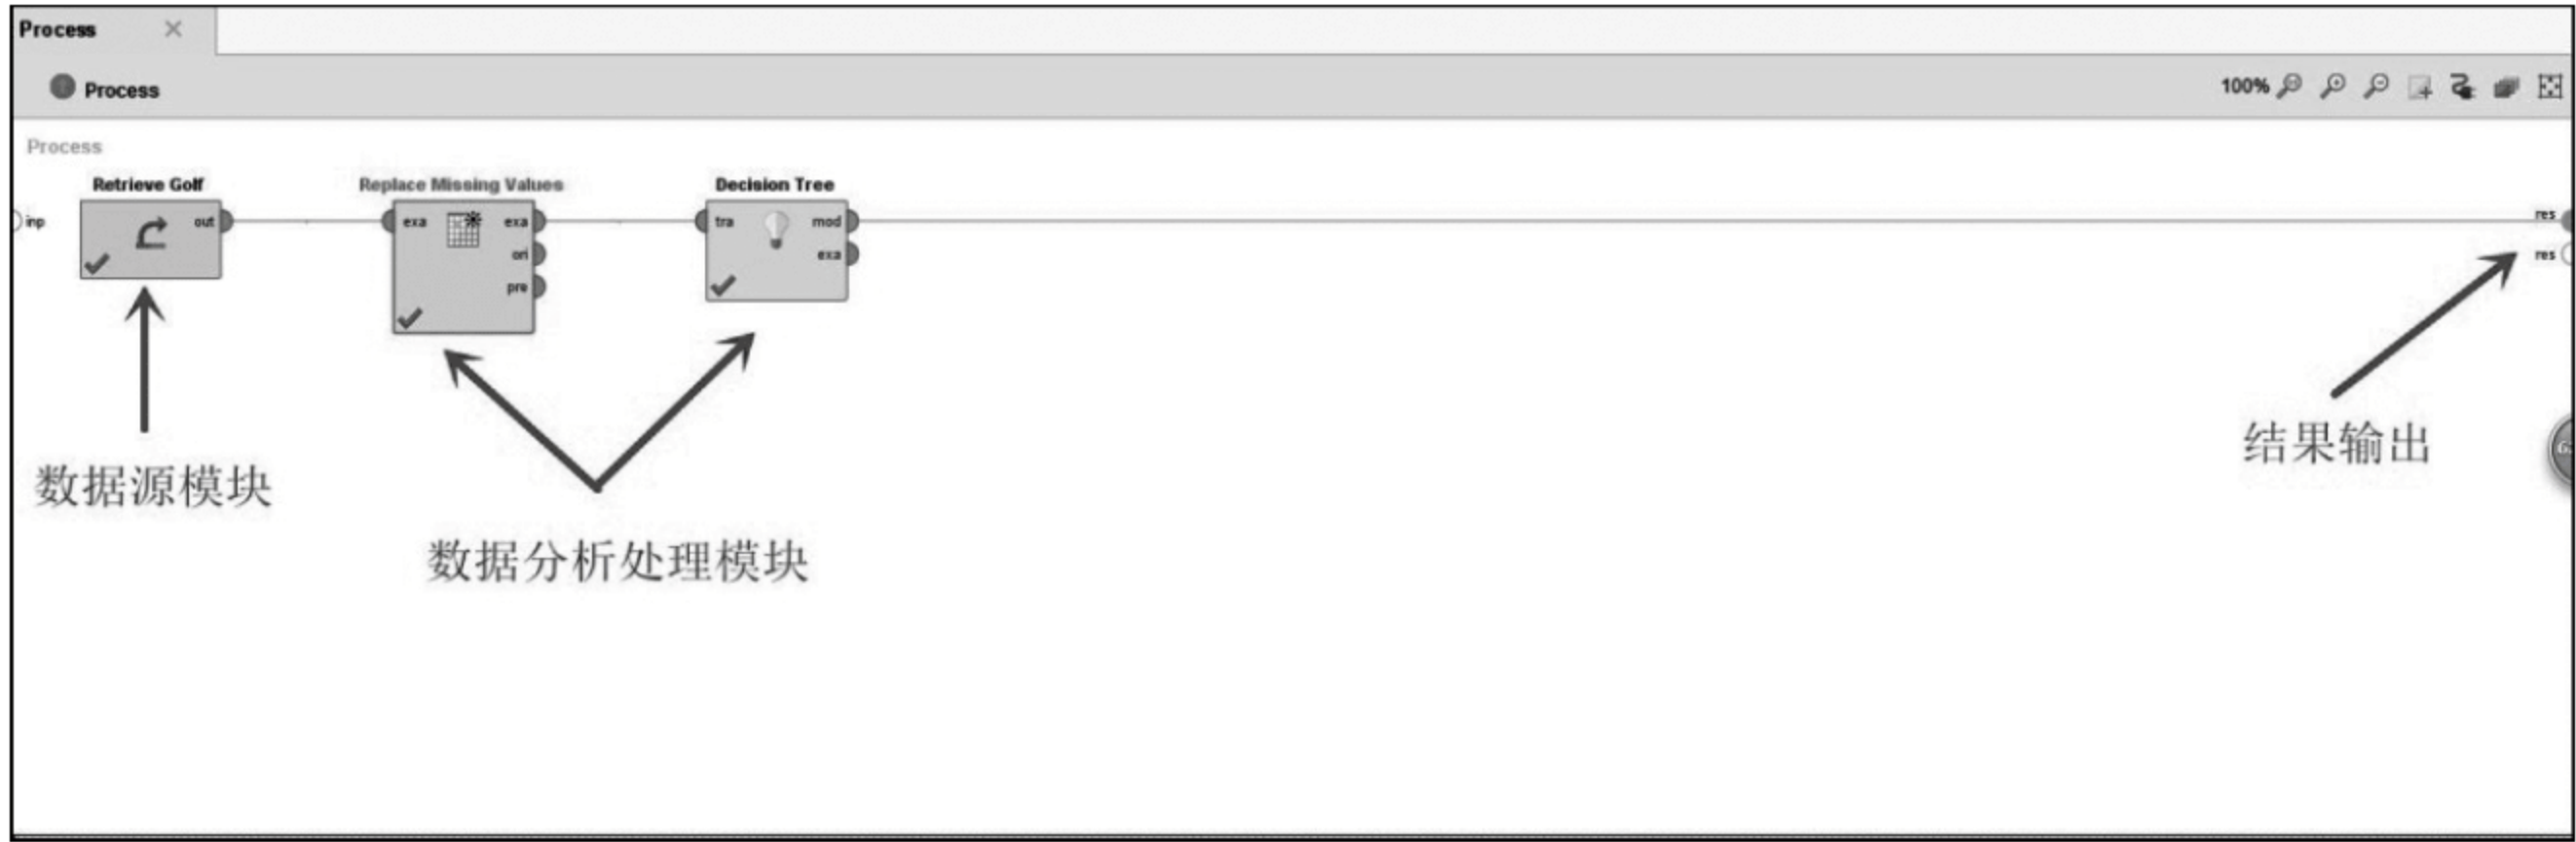 Process
Process
100%
Process
Retrieve Golf
Replace Missing Values
Decision Tree
inp
out
exa
exa
ori
pre
tra
mod
exa
res
res
数据源模块
数据分析处理模块
结果输出